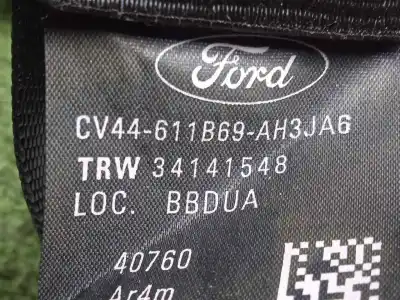 Ford
CV44-611B69-AH3JA6
TRW 34141548
LOC. BBDUA
40760
Ar4m